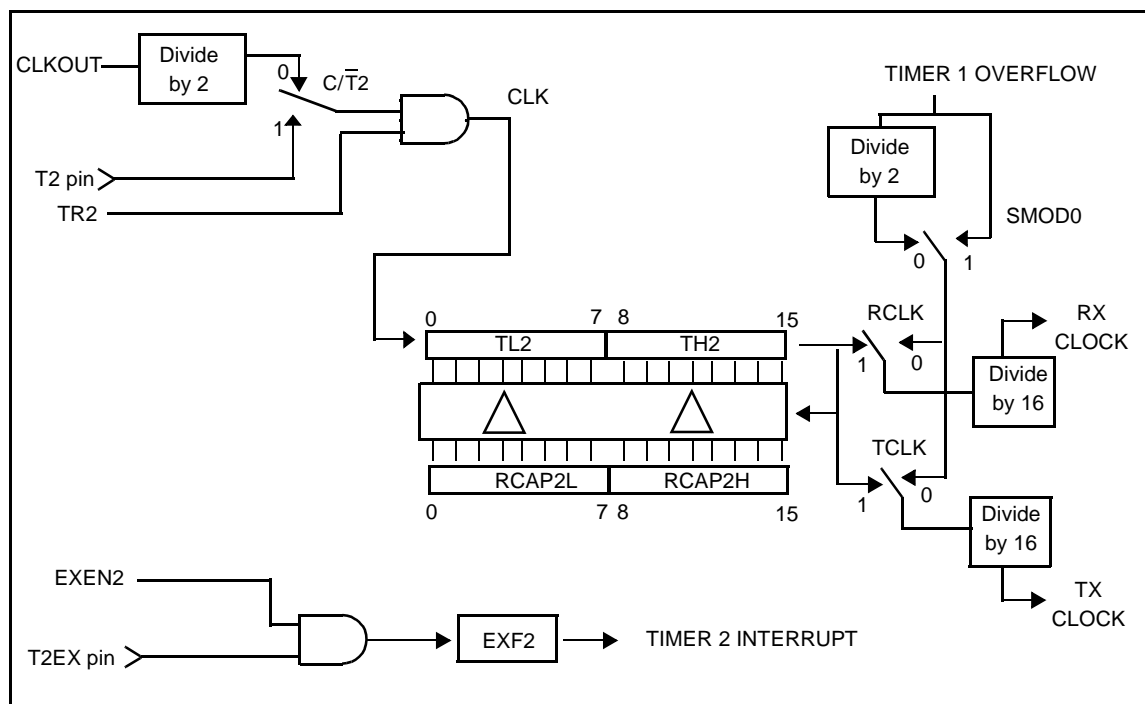 CLKOUT
Divide
by 2
0
C/T̅2
1
CLK
T2 pin
TR2
TIMER 1 OVERFLOW
Divide
by 2
SMOD0
0
1
0
7
8
15
TL2
TH2
RCLK
1
0
RX
CLOCK
Divide
by 16
RCAP2L
RCAP2H
0
7
8
15
TCLK
1
0
Divide
by 16
TX
CLOCK
EXEN2
T2EX pin
EXF2
TIMER 2 INTERRUPT